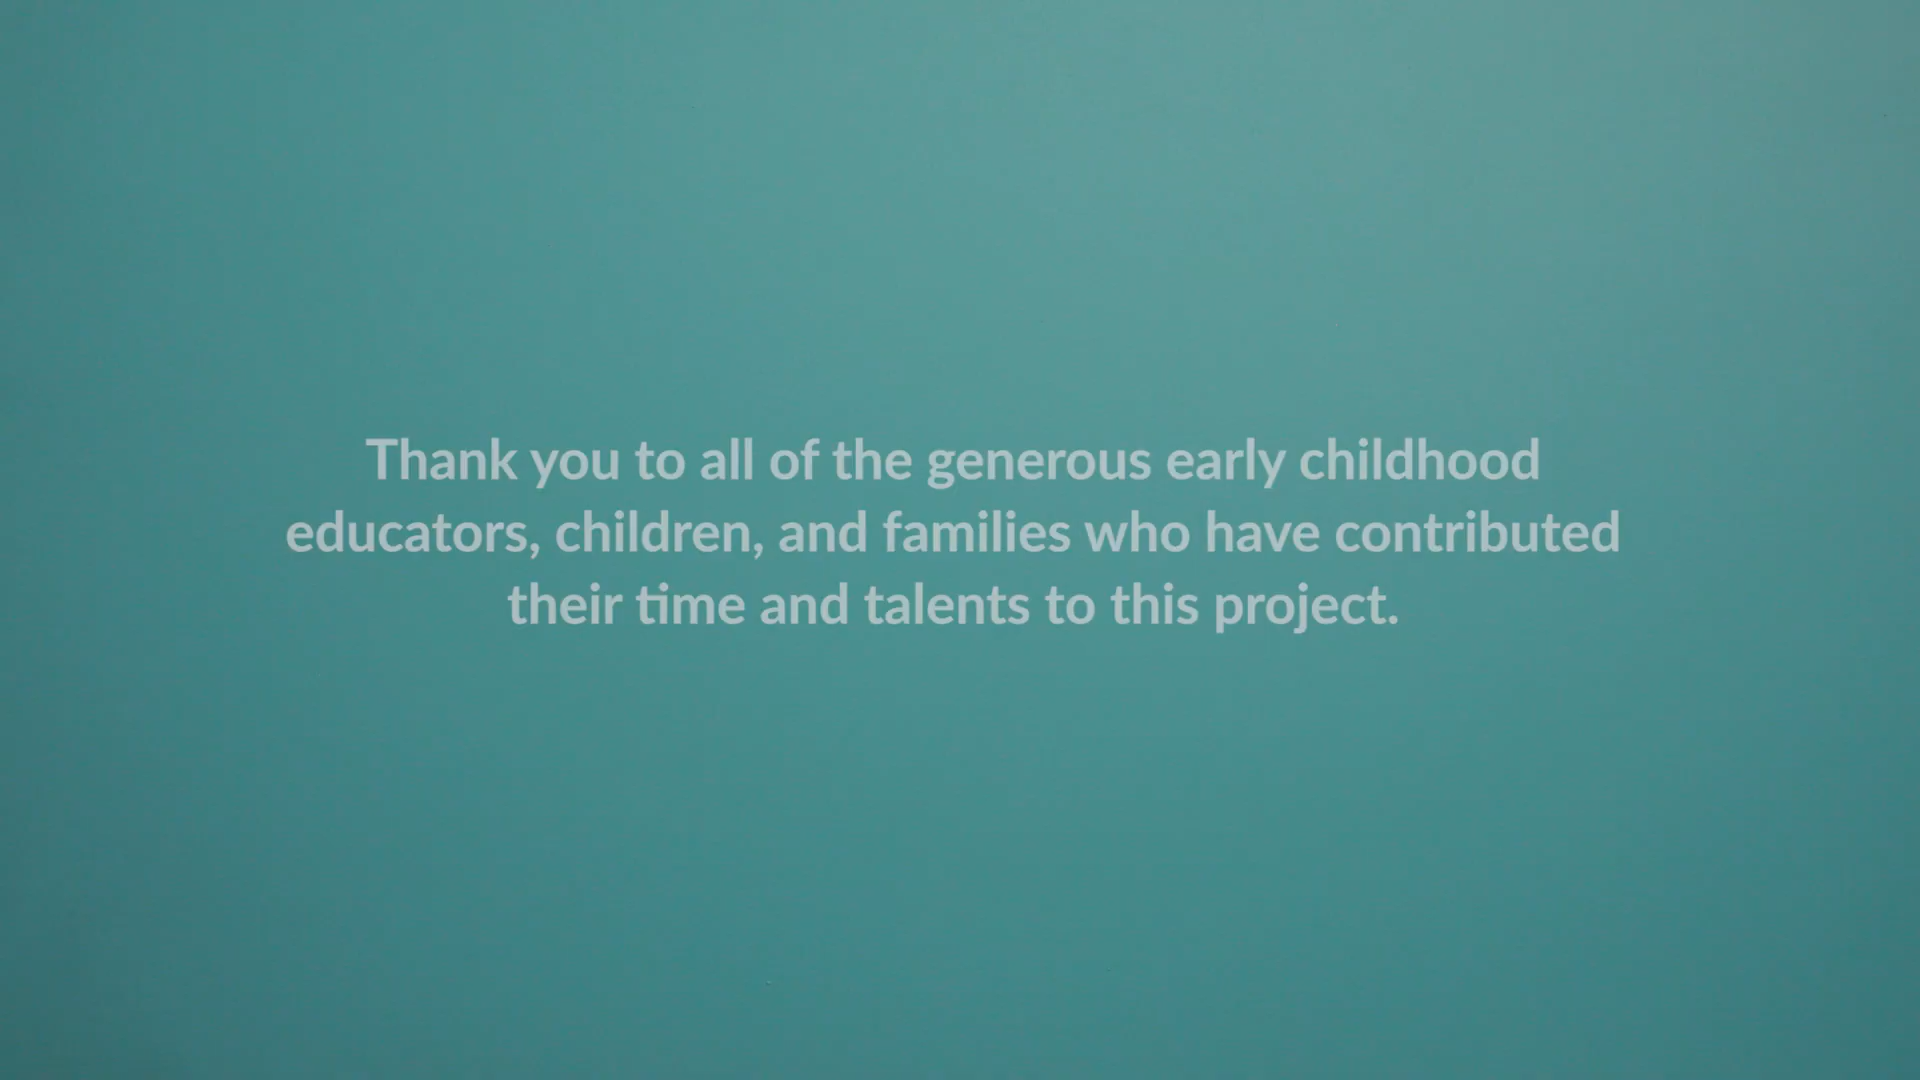 Thank you to all of the generous early childhood
educators, children, and families who have contributed
their time and talents to this project.